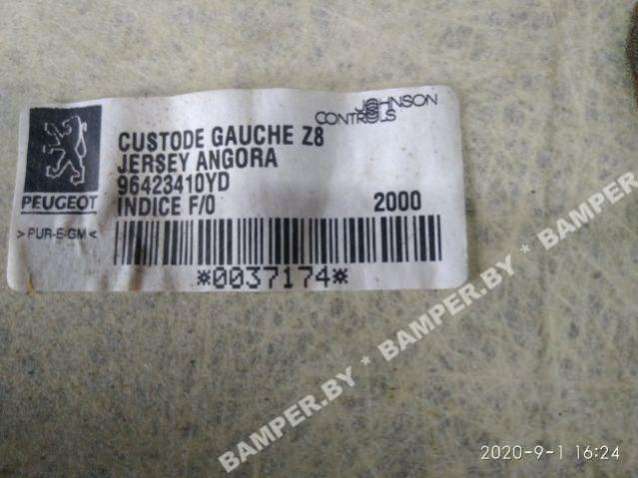 JOHNSON
CONTROLS
CUSTODE GAUCHE Z8
JERSEY ANGORA
96423410YD
INDICE F/0 2000
PEUGEOT
>PUR-E-GM<
*0037174*
BAMPER.BY * BAMPER.BY * BAMPER.BY
2020-9-1 16:24